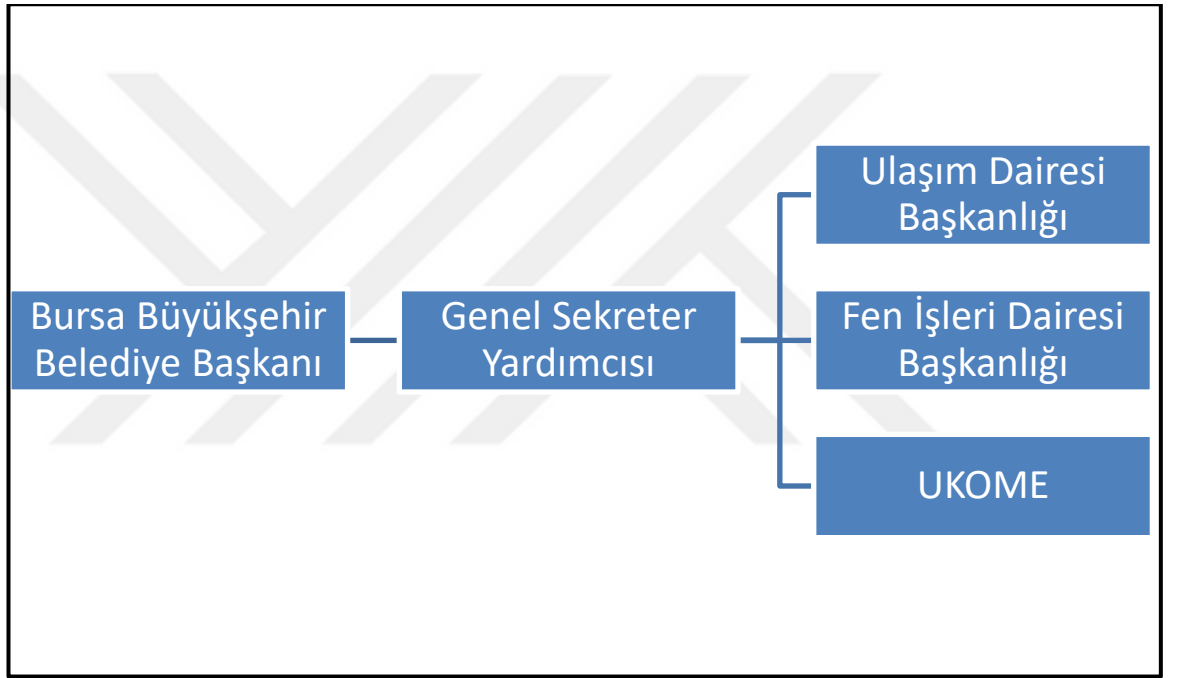 Bursa Büyükşehir
Belediye Başkanı
Genel Sekreter
Yardımcısı
Ulaşım Dairesi
Başkanlığı
Fen İşleri Dairesi
Başkanlığı
UKOME